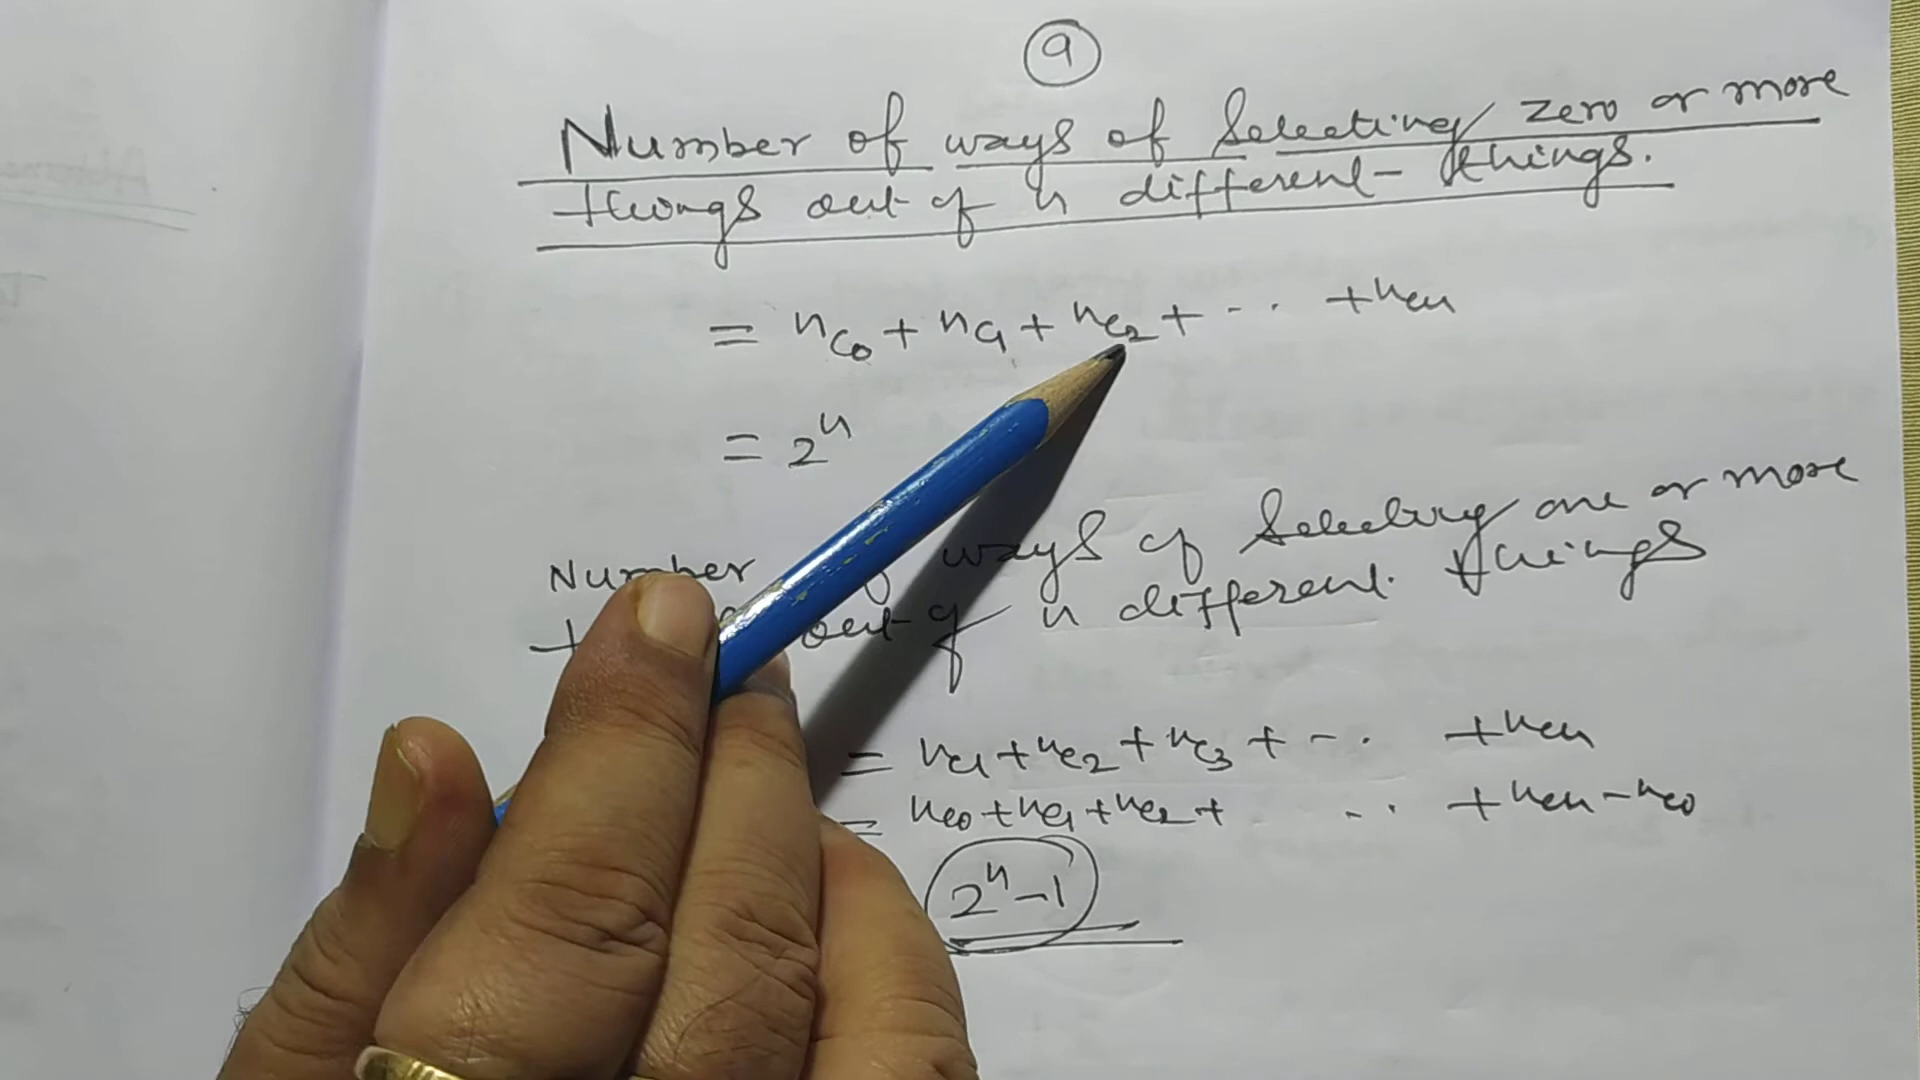 9
Number of ways of Selecting zero or more
things out of n different things.
= nC0 + nC1 + nC2 + - · · + nCn
= 2^n
Number of ways of Selecting one or more
out of n different things
= nC1 + nC2 + nC3 + - · · + nCn
= nC0 + nC1 + nC2 + · · · + nCn - nC0
2^n - 1